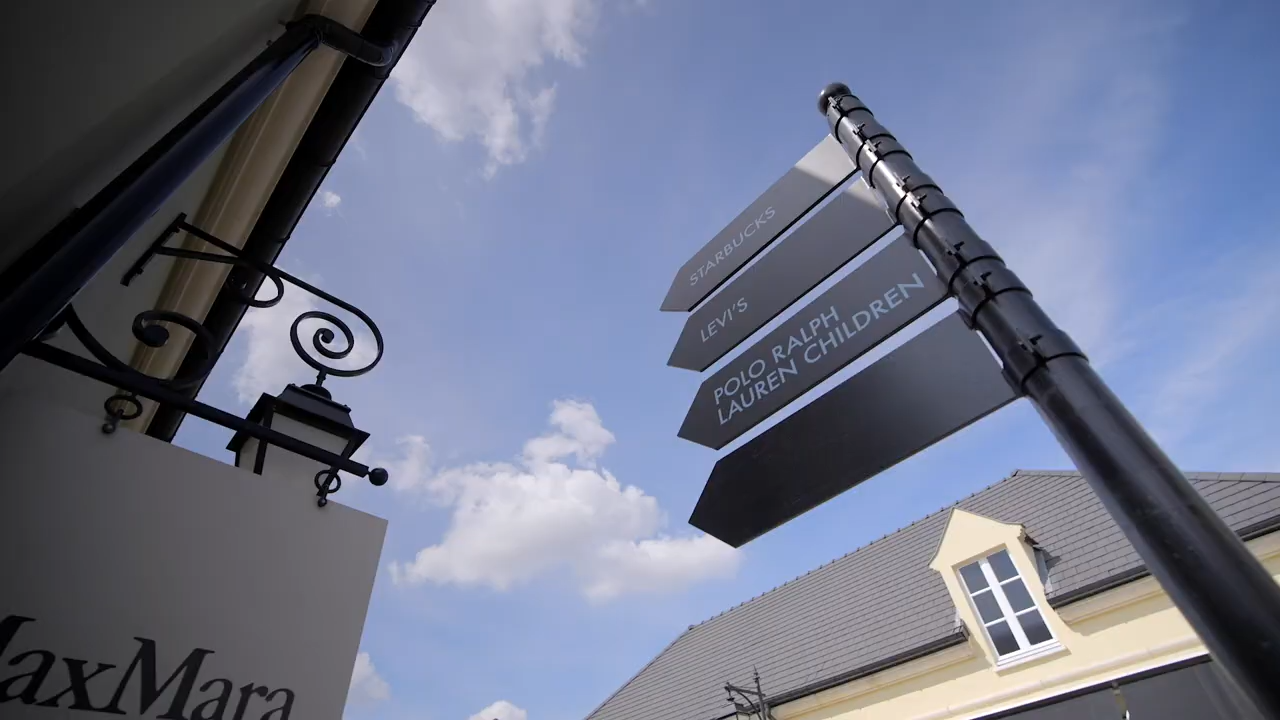 STARBUCKS
LEVI'S
POLO RALPH
LAUREN CHILDREN
MaxMara